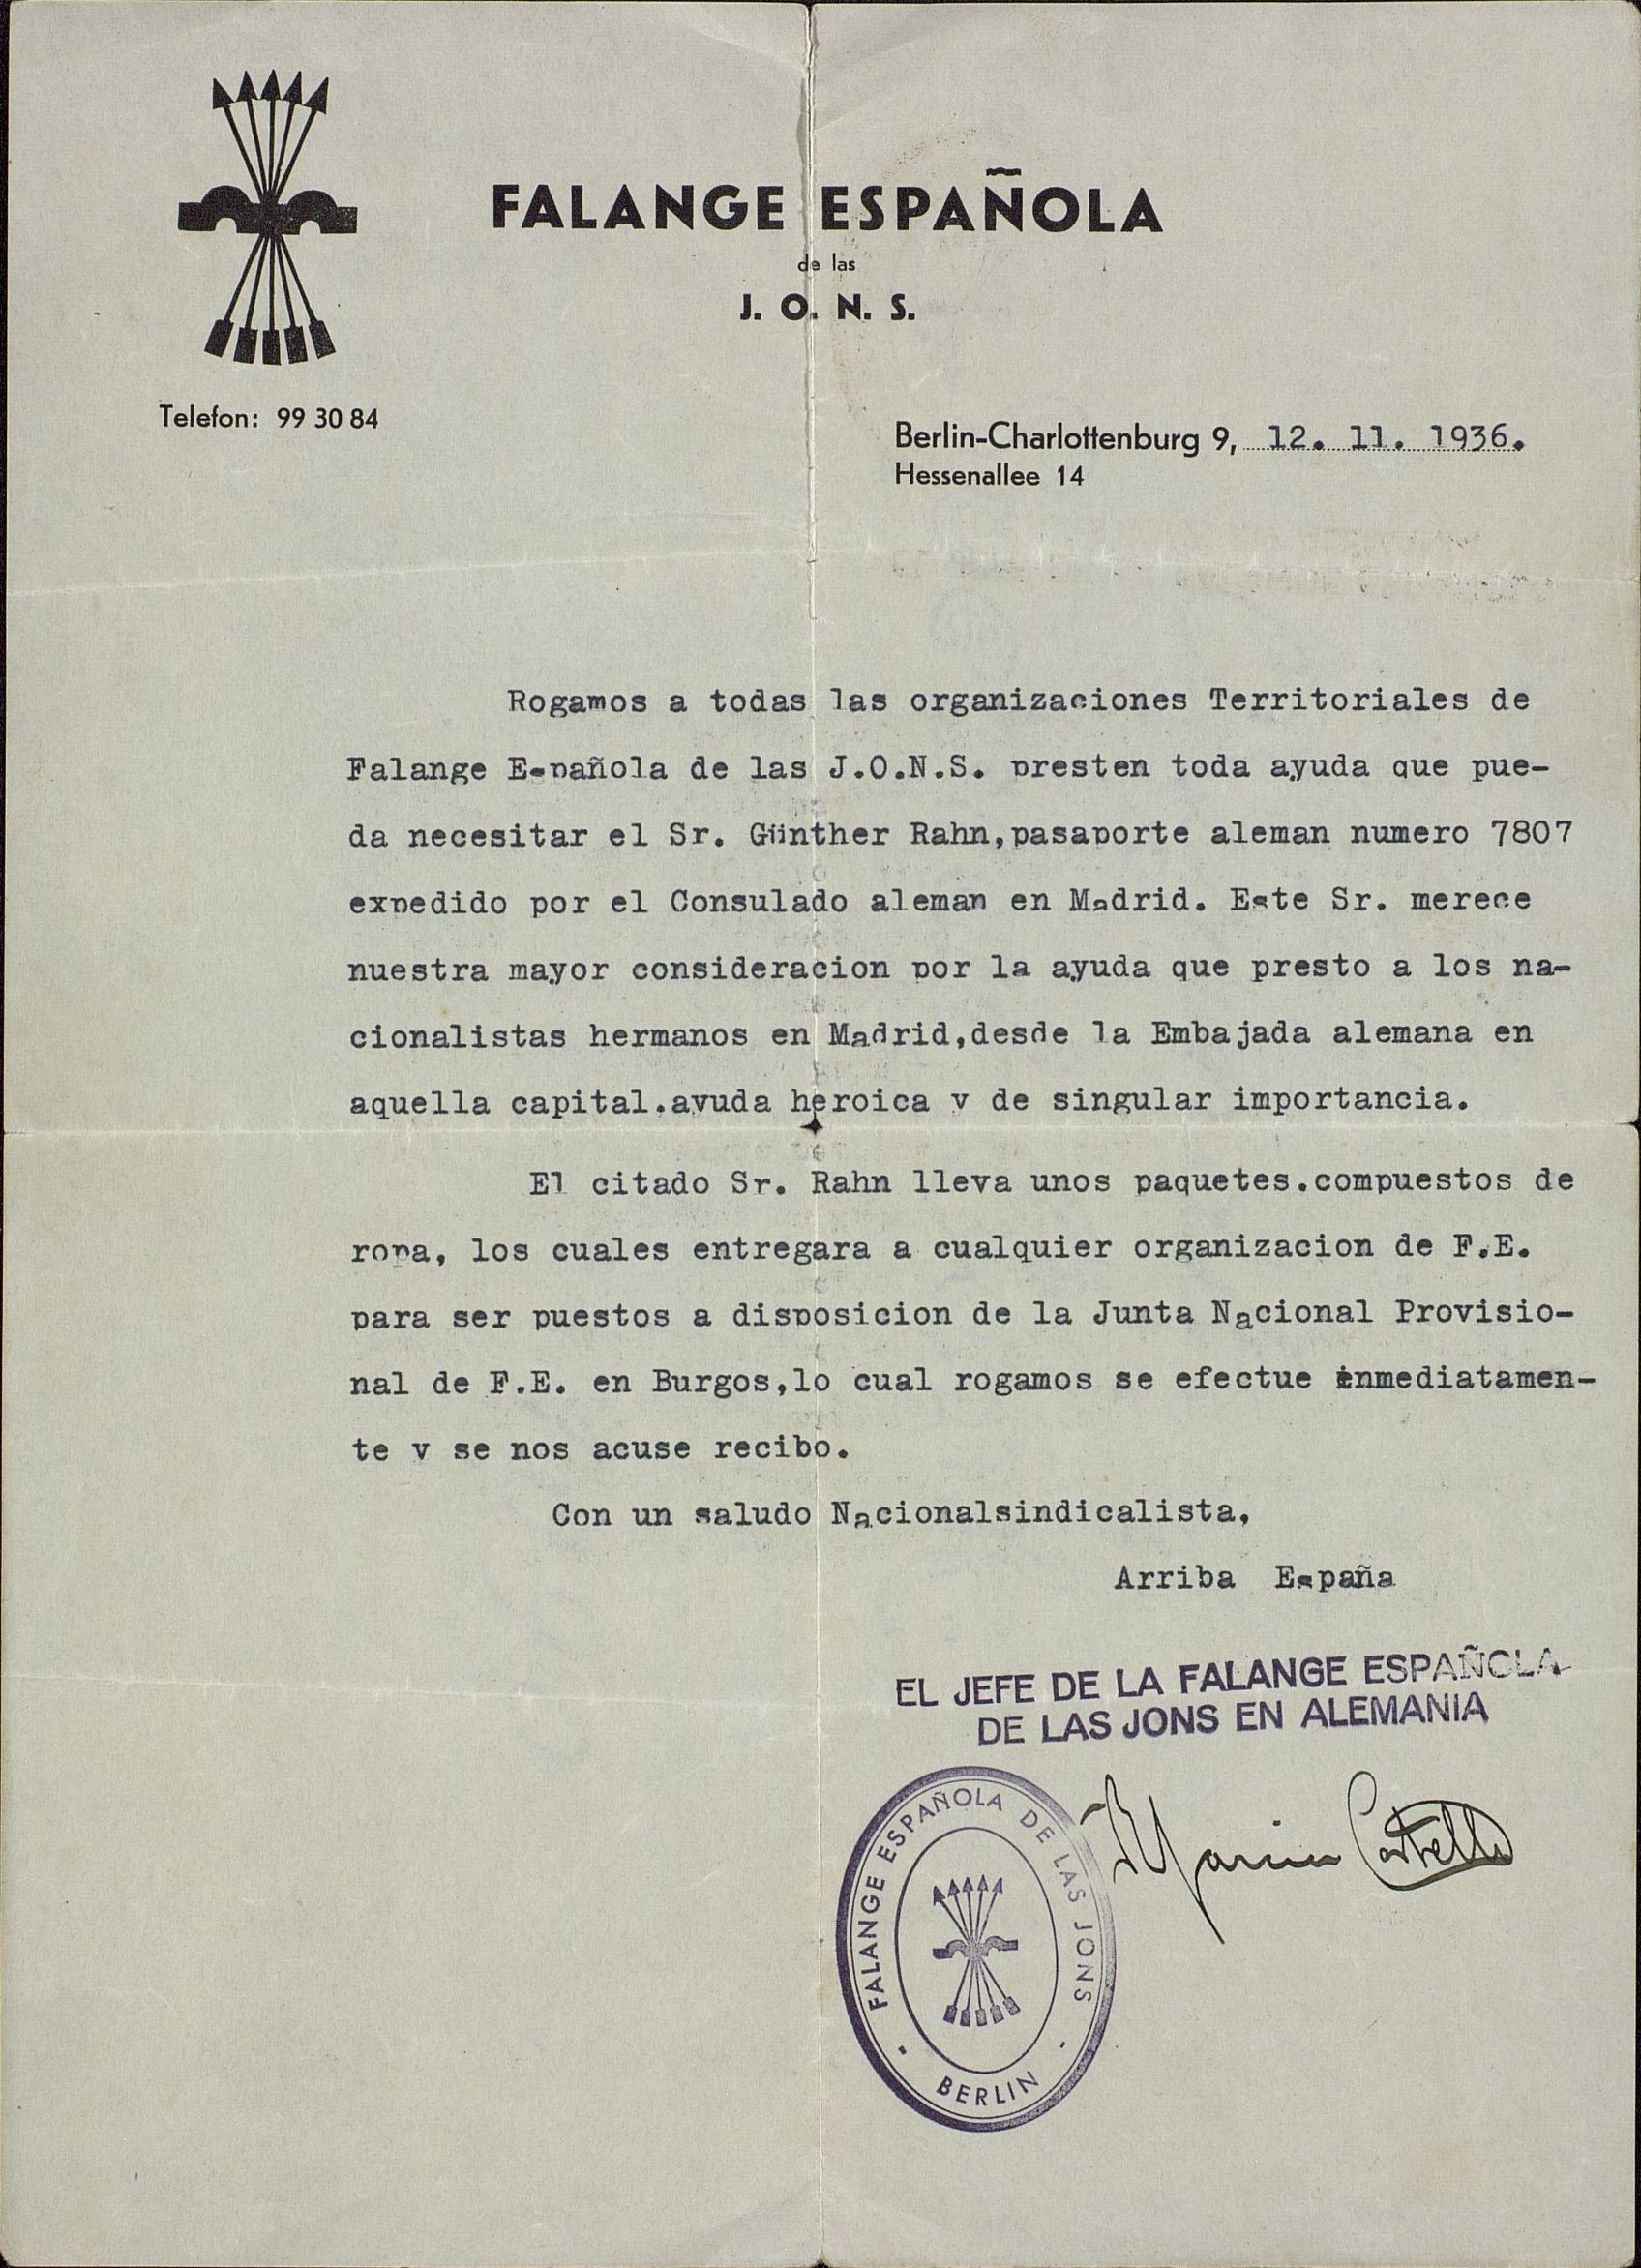 FALANGE ESPAÑOLA
de las
J. O. N. S.
Telefon: 99 30 84
Berlin-Charlottenburg 9, 12. 11. 1936.
Hessenallee 14
Rogamos a todas las organizaciones Territoriales de
Falange Española de las J.O.N.S. presten toda ayuda que pue-
da necesitar el Sr. Günther Rahn,pasaporte aleman numero 7807
expedido por el Consulado aleman en Madrid. Este Sr. merece
nuestra mayor consideracion por la ayuda que presto a los na-
cionalistas hermanos en Madrid,desde la Embajada alemana en
aquella capital.ayuda heroica y de singular importancia.
El citado Sr. Rahn lleva unos paquetes.compuestos de
ropa, los cuales entregara a cualquier organizacion de F.E.
para ser puestos a disposicion de la Junta Nacional Provisio-
nal de F.E. en Burgos,lo cual rogamos se efectue inmediatamen-
te y se nos acuse recibo.
Con un saludo Nacionalsindicalista,
Arriba España
EL JEFE DE LA FALANGE ESPAÑOLA
DE LAS JONS EN ALEMANIA
FALANGE ESPAÑOLA DE LAS JONS
BERLIN